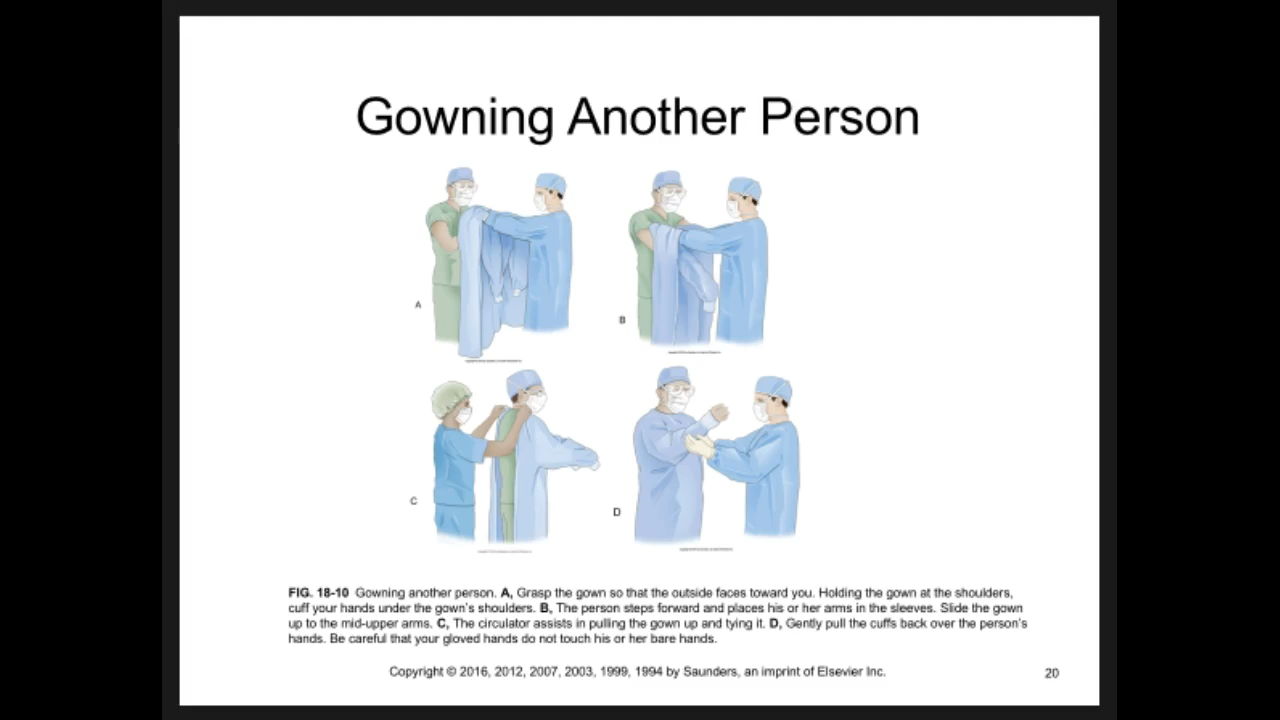 Gowning Another Person
A
B
C
D
FIG. 18-10 Gowning another person. A, Grasp the gown so that the outside faces toward you. Holding the gown at the shoulders,
cuff your hands under the gown's shoulders. B, The person steps forward and places his or her arms in the sleeves. Slide the gown
up to the mid-upper arms. C, The circulator assists in pulling the gown up and tying it. D, Gently pull the cuffs back over the person's
hands. Be careful that your gloved hands do not touch his or her bare hands.
Copyright © 2016, 2012, 2007, 2003, 1999, 1994 by Saunders, an imprint of Elsevier Inc.
20